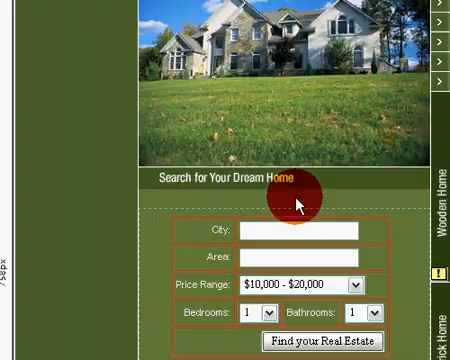 Search for Your Dream Home
Wooden Home
City:
Area:
Price Range: $10,000 - $20,000
Bedrooms: 1 Bathrooms: 1
Find your Real Estate
rick Home
758px